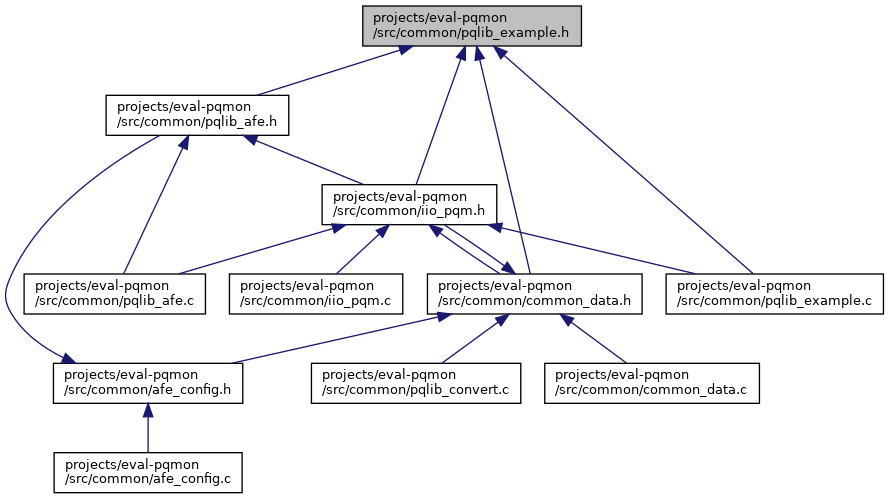 projects/eval-pqmon
/src/common/pqlib_example.h
projects/eval-pqmon
/src/common/pqlib_afe.h
projects/eval-pqmon
/src/common/iio_pqm.h
projects/eval-pqmon
/src/common/pqlib_afe.c
projects/eval-pqmon
/src/common/iio_pqm.c
projects/eval-pqmon
/src/common/common_data.h
projects/eval-pqmon
/src/common/pqlib_example.c
projects/eval-pqmon
/src/common/afe_config.h
projects/eval-pqmon
/src/common/pqlib_convert.c
projects/eval-pqmon
/src/common/common_data.c
projects/eval-pqmon
/src/common/afe_config.c